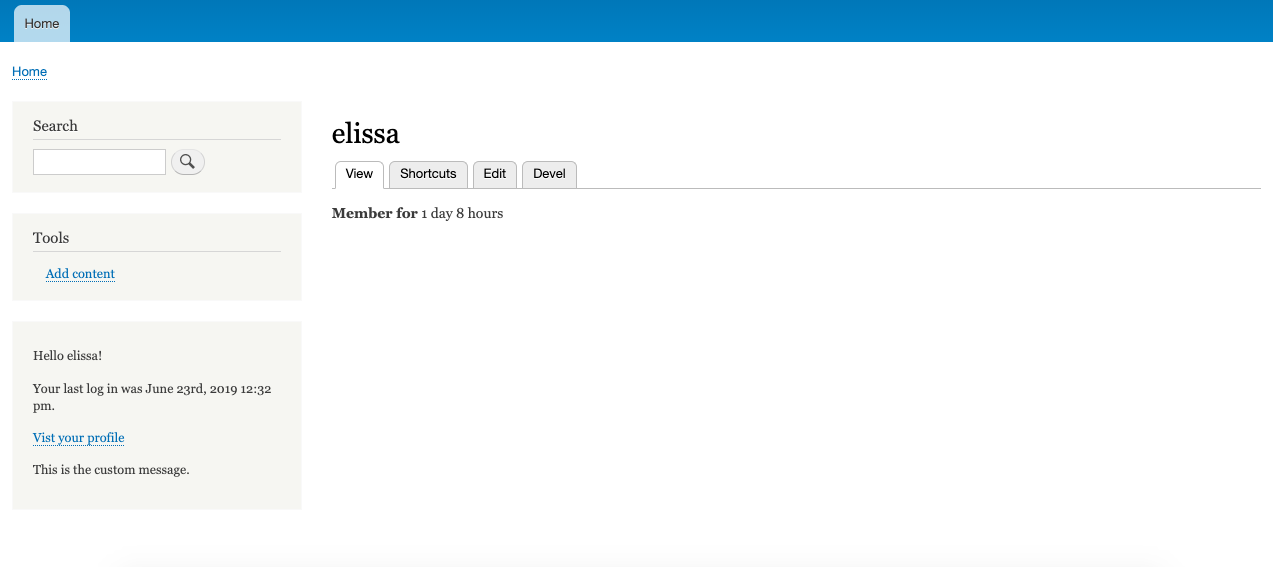 Home
Home
Search
Tools
Add content
Hello elissa!
Your last log in was June 23rd, 2019 12:32
pm.
Vist your profile
This is the custom message.
elissa
View Shortcuts Edit Devel
Member for 1 day 8 hours